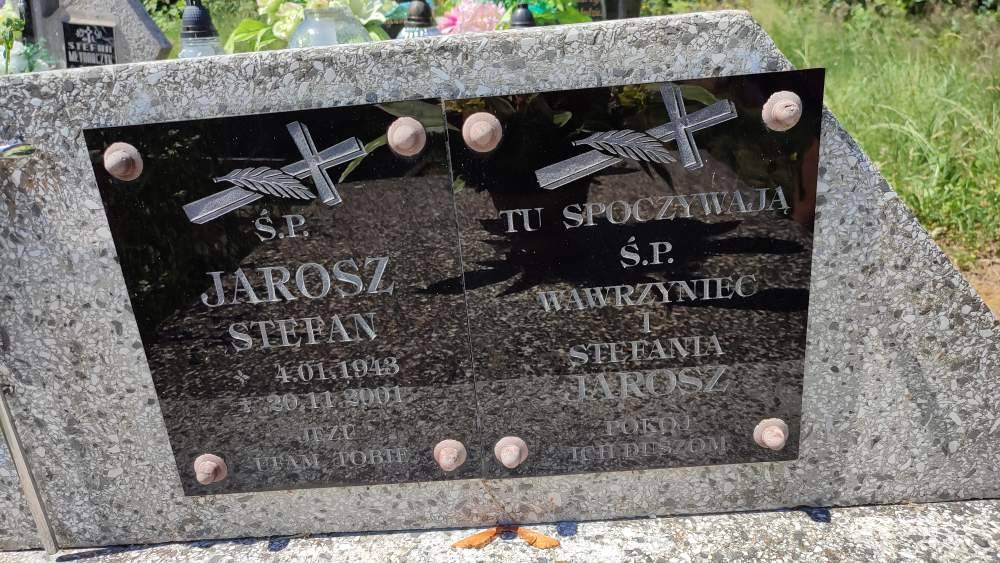 STEFAN
Ś.P.
JAROSZ
STEFAN
* 4.01.1943
† 20.11.2001
JEZU
UFAM TOBIE
TU SPOCZYWAJĄ
Ś.P.
WAWRZYNIEC
I
STEFANIA
JAROSZ
POKÓJ
ICH DUSZOM